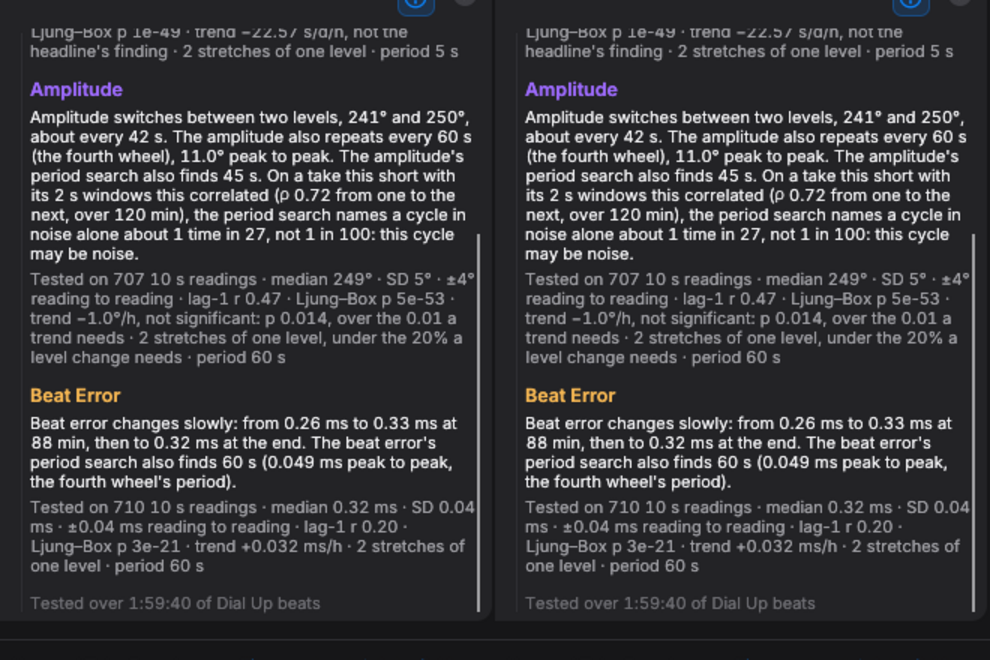 Ljung–Box p 1e-49 · trend −22.57 s/d/h, not the
headline's finding · 2 stretches of one level · period 5 s
Amplitude
Amplitude switches between two levels, 241° and 250°,
about every 42 s. The amplitude also repeats every 60 s
(the fourth wheel), 11.0° peak to peak. The amplitude's
period search also finds 45 s. On a take this short with
its 2 s windows this correlated (ρ 0.72 from one to the
next, over 120 min), the period search names a cycle in
noise alone about 1 time in 27, not 1 in 100: this cycle
may be noise.
Tested on 707 10 s readings · median 249° · SD 5° · ±4°
reading to reading · lag-1 r 0.47 · Ljung–Box p 5e-53 ·
trend −1.0°/h, not significant: p 0.014, over the 0.01 a
trend needs · 2 stretches of one level, under the 20% a
level change needs · period 60 s
Beat Error
Beat error changes slowly: from 0.26 ms to 0.33 ms at
88 min, then to 0.32 ms at the end. The beat error's
period search also finds 60 s (0.049 ms peak to peak,
the fourth wheel's period).
Tested on 710 10 s readings · median 0.32 ms · SD 0.04
ms · ±0.04 ms reading to reading · lag-1 r 0.20 ·
Ljung–Box p 3e-21 · trend +0.032 ms/h · 2 stretches of
one level · period 60 s
Tested over 1:59:40 of Dial Up beats
Ljung–Box p 1e-49 · trend −22.57 s/d/h, not the
headline's finding · 2 stretches of one level · period 5 s
Amplitude
Amplitude switches between two levels, 241° and 250°,
about every 42 s. The amplitude also repeats every 60 s
(the fourth wheel), 11.0° peak to peak. The amplitude's
period search also finds 45 s. On a take this short with
its 2 s windows this correlated (ρ 0.72 from one to the
next, over 120 min), the period search names a cycle in
noise alone about 1 time in 27, not 1 in 100: this cycle
may be noise.
Tested on 707 10 s readings · median 249° · SD 5° · ±4°
reading to reading · lag-1 r 0.47 · Ljung–Box p 5e-53 ·
trend −1.0°/h, not significant: p 0.014, over the 0.01 a
trend needs · 2 stretches of one level, under the 20% a
level change needs · period 60 s
Beat Error
Beat error changes slowly: from 0.26 ms to 0.33 ms at
88 min, then to 0.32 ms at the end. The beat error's
period search also finds 60 s (0.049 ms peak to peak,
the fourth wheel's period).
Tested on 710 10 s readings · median 0.32 ms · SD 0.04
ms · ±0.04 ms reading to reading · lag-1 r 0.20 ·
Ljung–Box p 3e-21 · trend +0.032 ms/h · 2 stretches of
one level · period 60 s
Tested over 1:59:40 of Dial Up beats